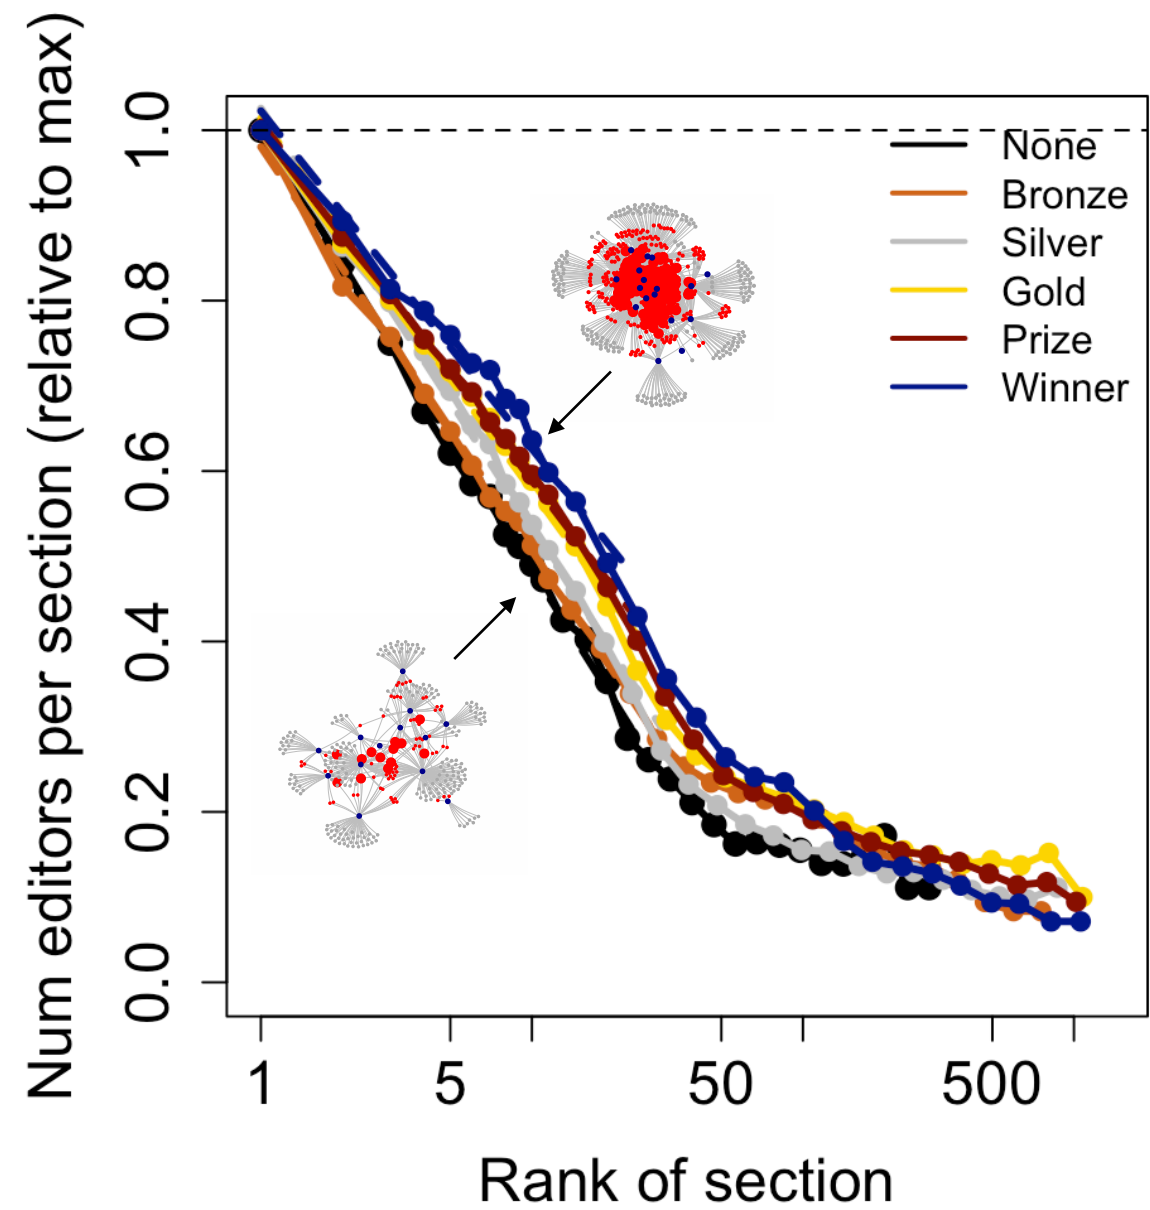 Num editors per section (relative to max)
1.0
0.8
0.6
0.4
0.2
0.0
None
Bronze
Silver
Gold
Prize
Winner
1 5 50 500
Rank of section